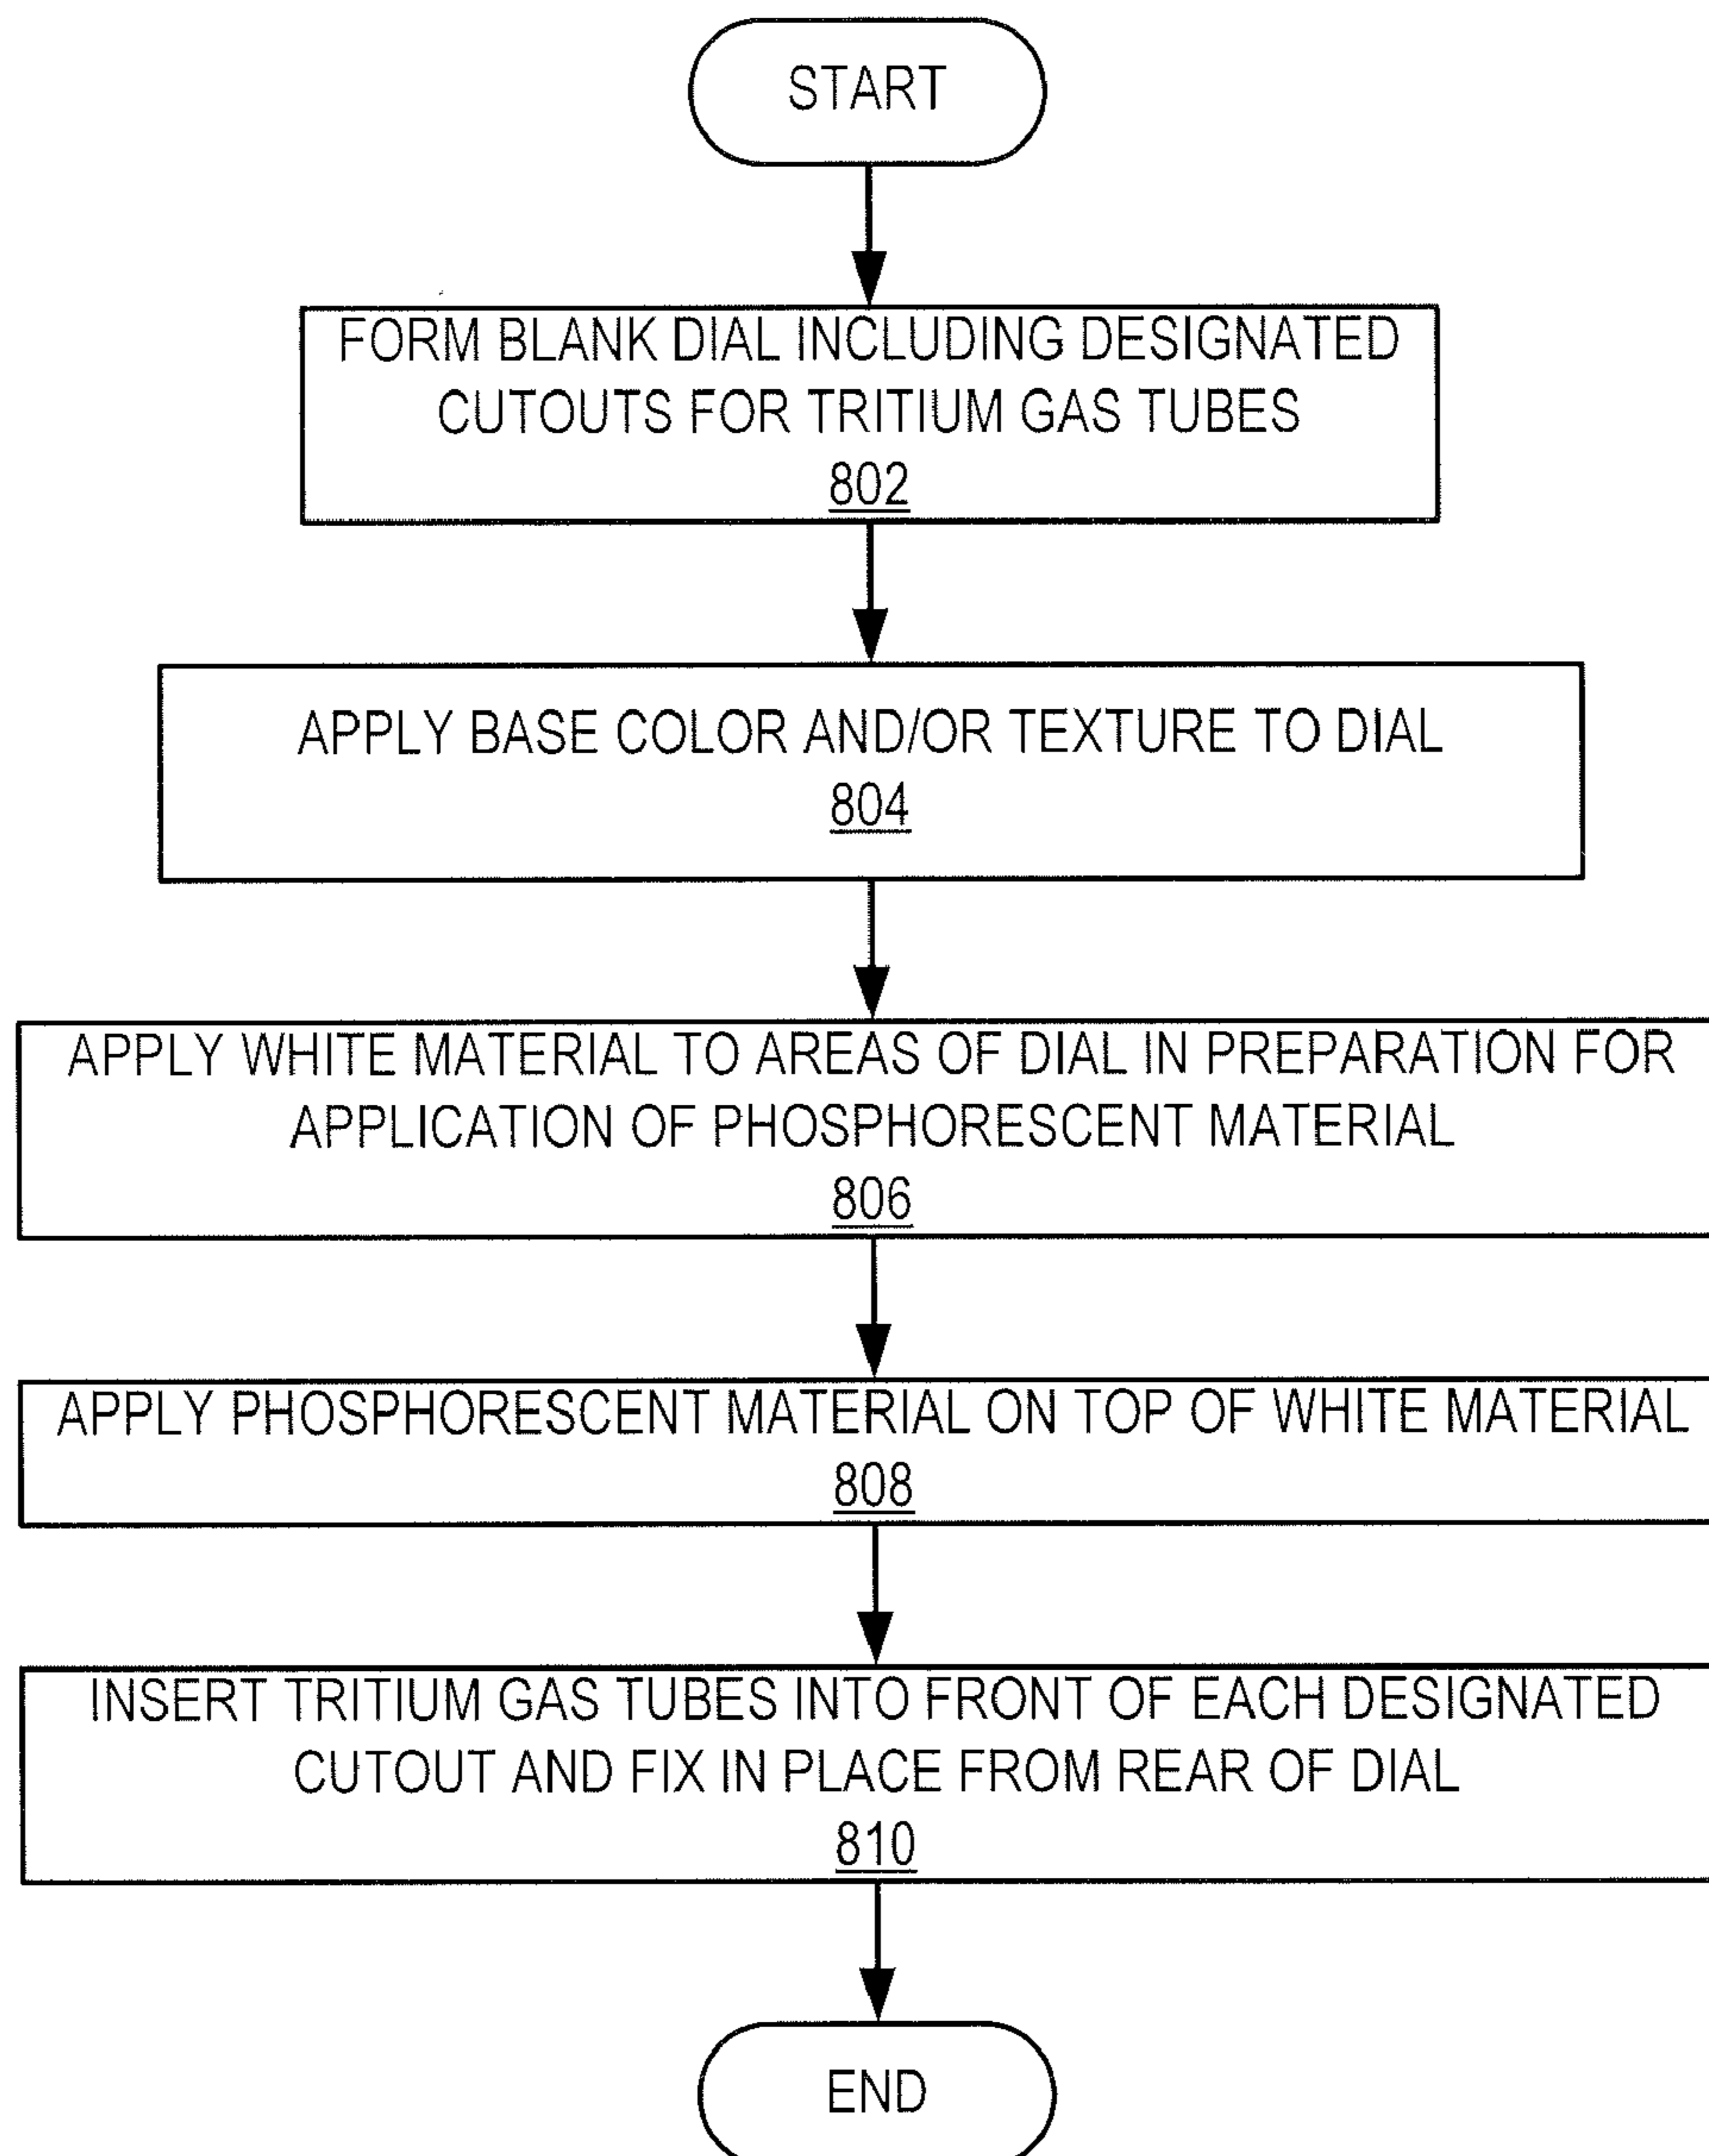 START
FORM BLANK DIAL INCLUDING DESIGNATED
CUTOUTS FOR TRITIUM GAS TUBES
802
APPLY BASE COLOR AND/OR TEXTURE TO DIAL
804
APPLY WHITE MATERIAL TO AREAS OF DIAL IN PREPARATION FOR
APPLICATION OF PHOSPHORESCENT MATERIAL
806
APPLY PHOSPHORESCENT MATERIAL ON TOP OF WHITE MATERIAL
808
INSERT TRITIUM GAS TUBES INTO FRONT OF EACH DESIGNATED
CUTOUT AND FIX IN PLACE FROM REAR OF DIAL
810
END